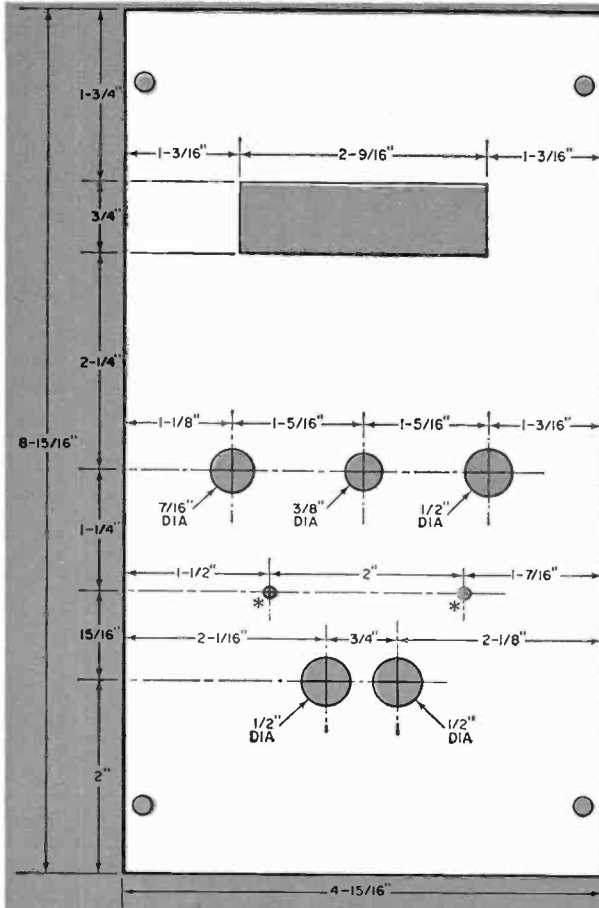 1-3/4"
1-3/16" 2-9/16" 1-3/16"
3/4"
2-1/4"
8-15/16"
1-1/8" 1-5/16" 1-5/16" 1-3/16"
7/16"
DIA
3/8"
DIA
1/2"
DIA
1-1/4"
1-1/2" 2" 1-7/16"
* *
15/16"
2-1/16" 3/4" 2-1/8"
1/2"
DIA
1/2"
DIA
2"
4-15/16"